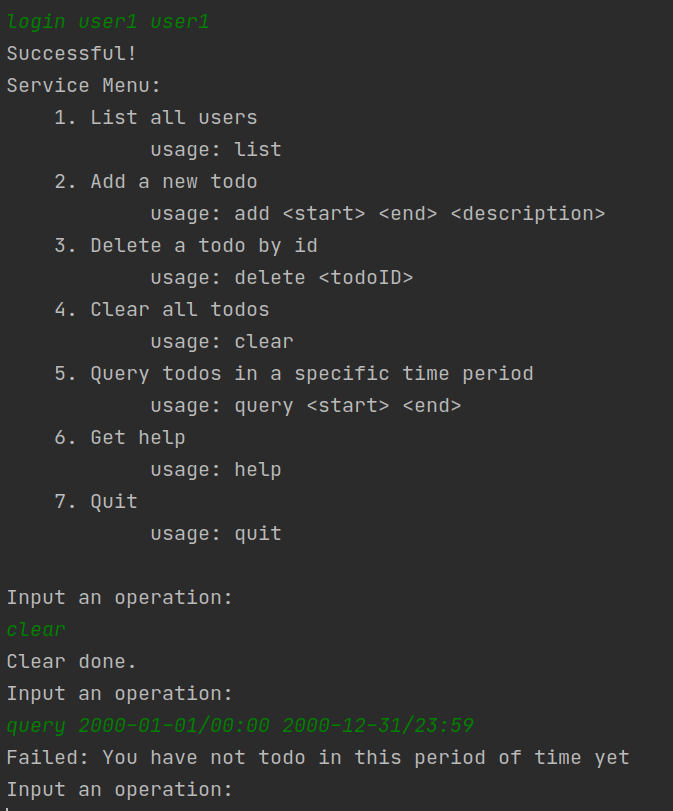 login user1 user1
Successful!
Service Menu:
1. List all users
usage: list
2. Add a new todo
usage: add <start> <end> <description>
3. Delete a todo by id
usage: delete <todoID>
4. Clear all todos
usage: clear
5. Query todos in a specific time period
usage: query <start> <end>
6. Get help
usage: help
7. Quit
usage: quit
Input an operation:
clear
Clear done.
Input an operation:
query 2000-01-01/00:00 2000-12-31/23:59
Failed: You have not todo in this period of time yet
Input an operation: